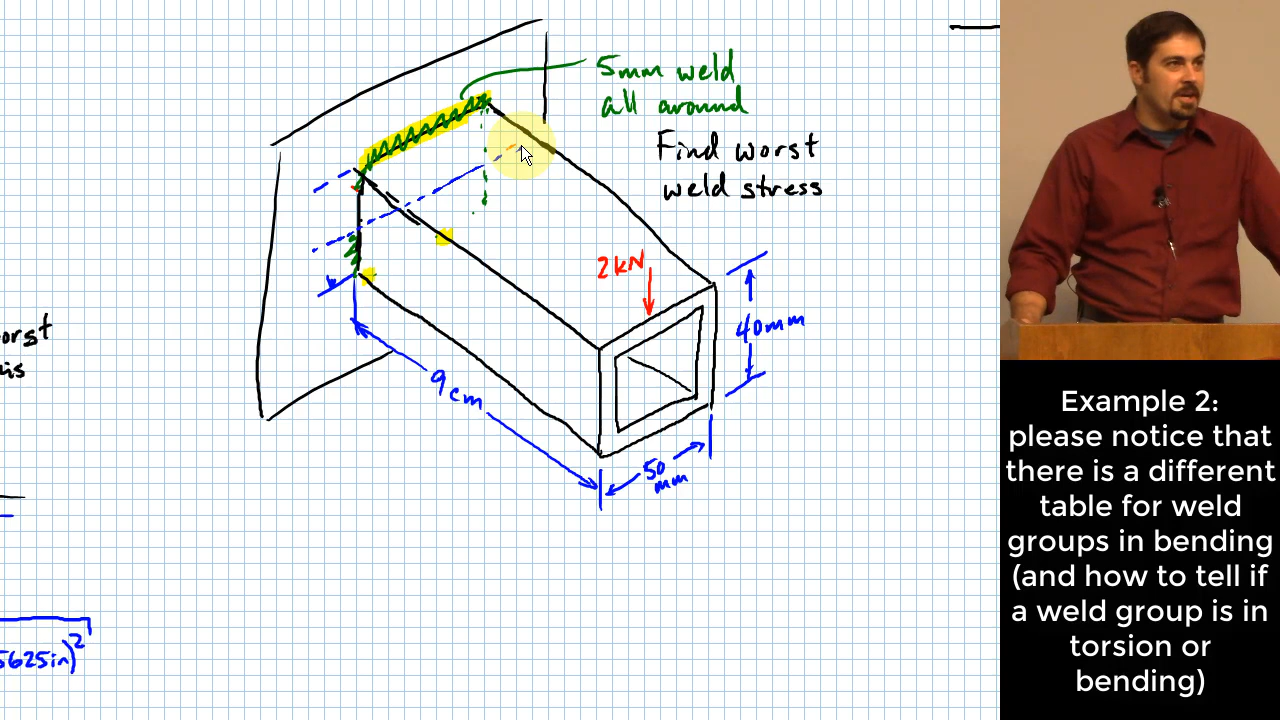 5mm weld
all around
Find worst
weld stress
2kN
40mm
orst
is
9cm
50
mm
5625in)²
Example 2:
please notice that
there is a different
table for weld
groups in bending
(and how to tell if
a weld group is in
torsion or
bending)